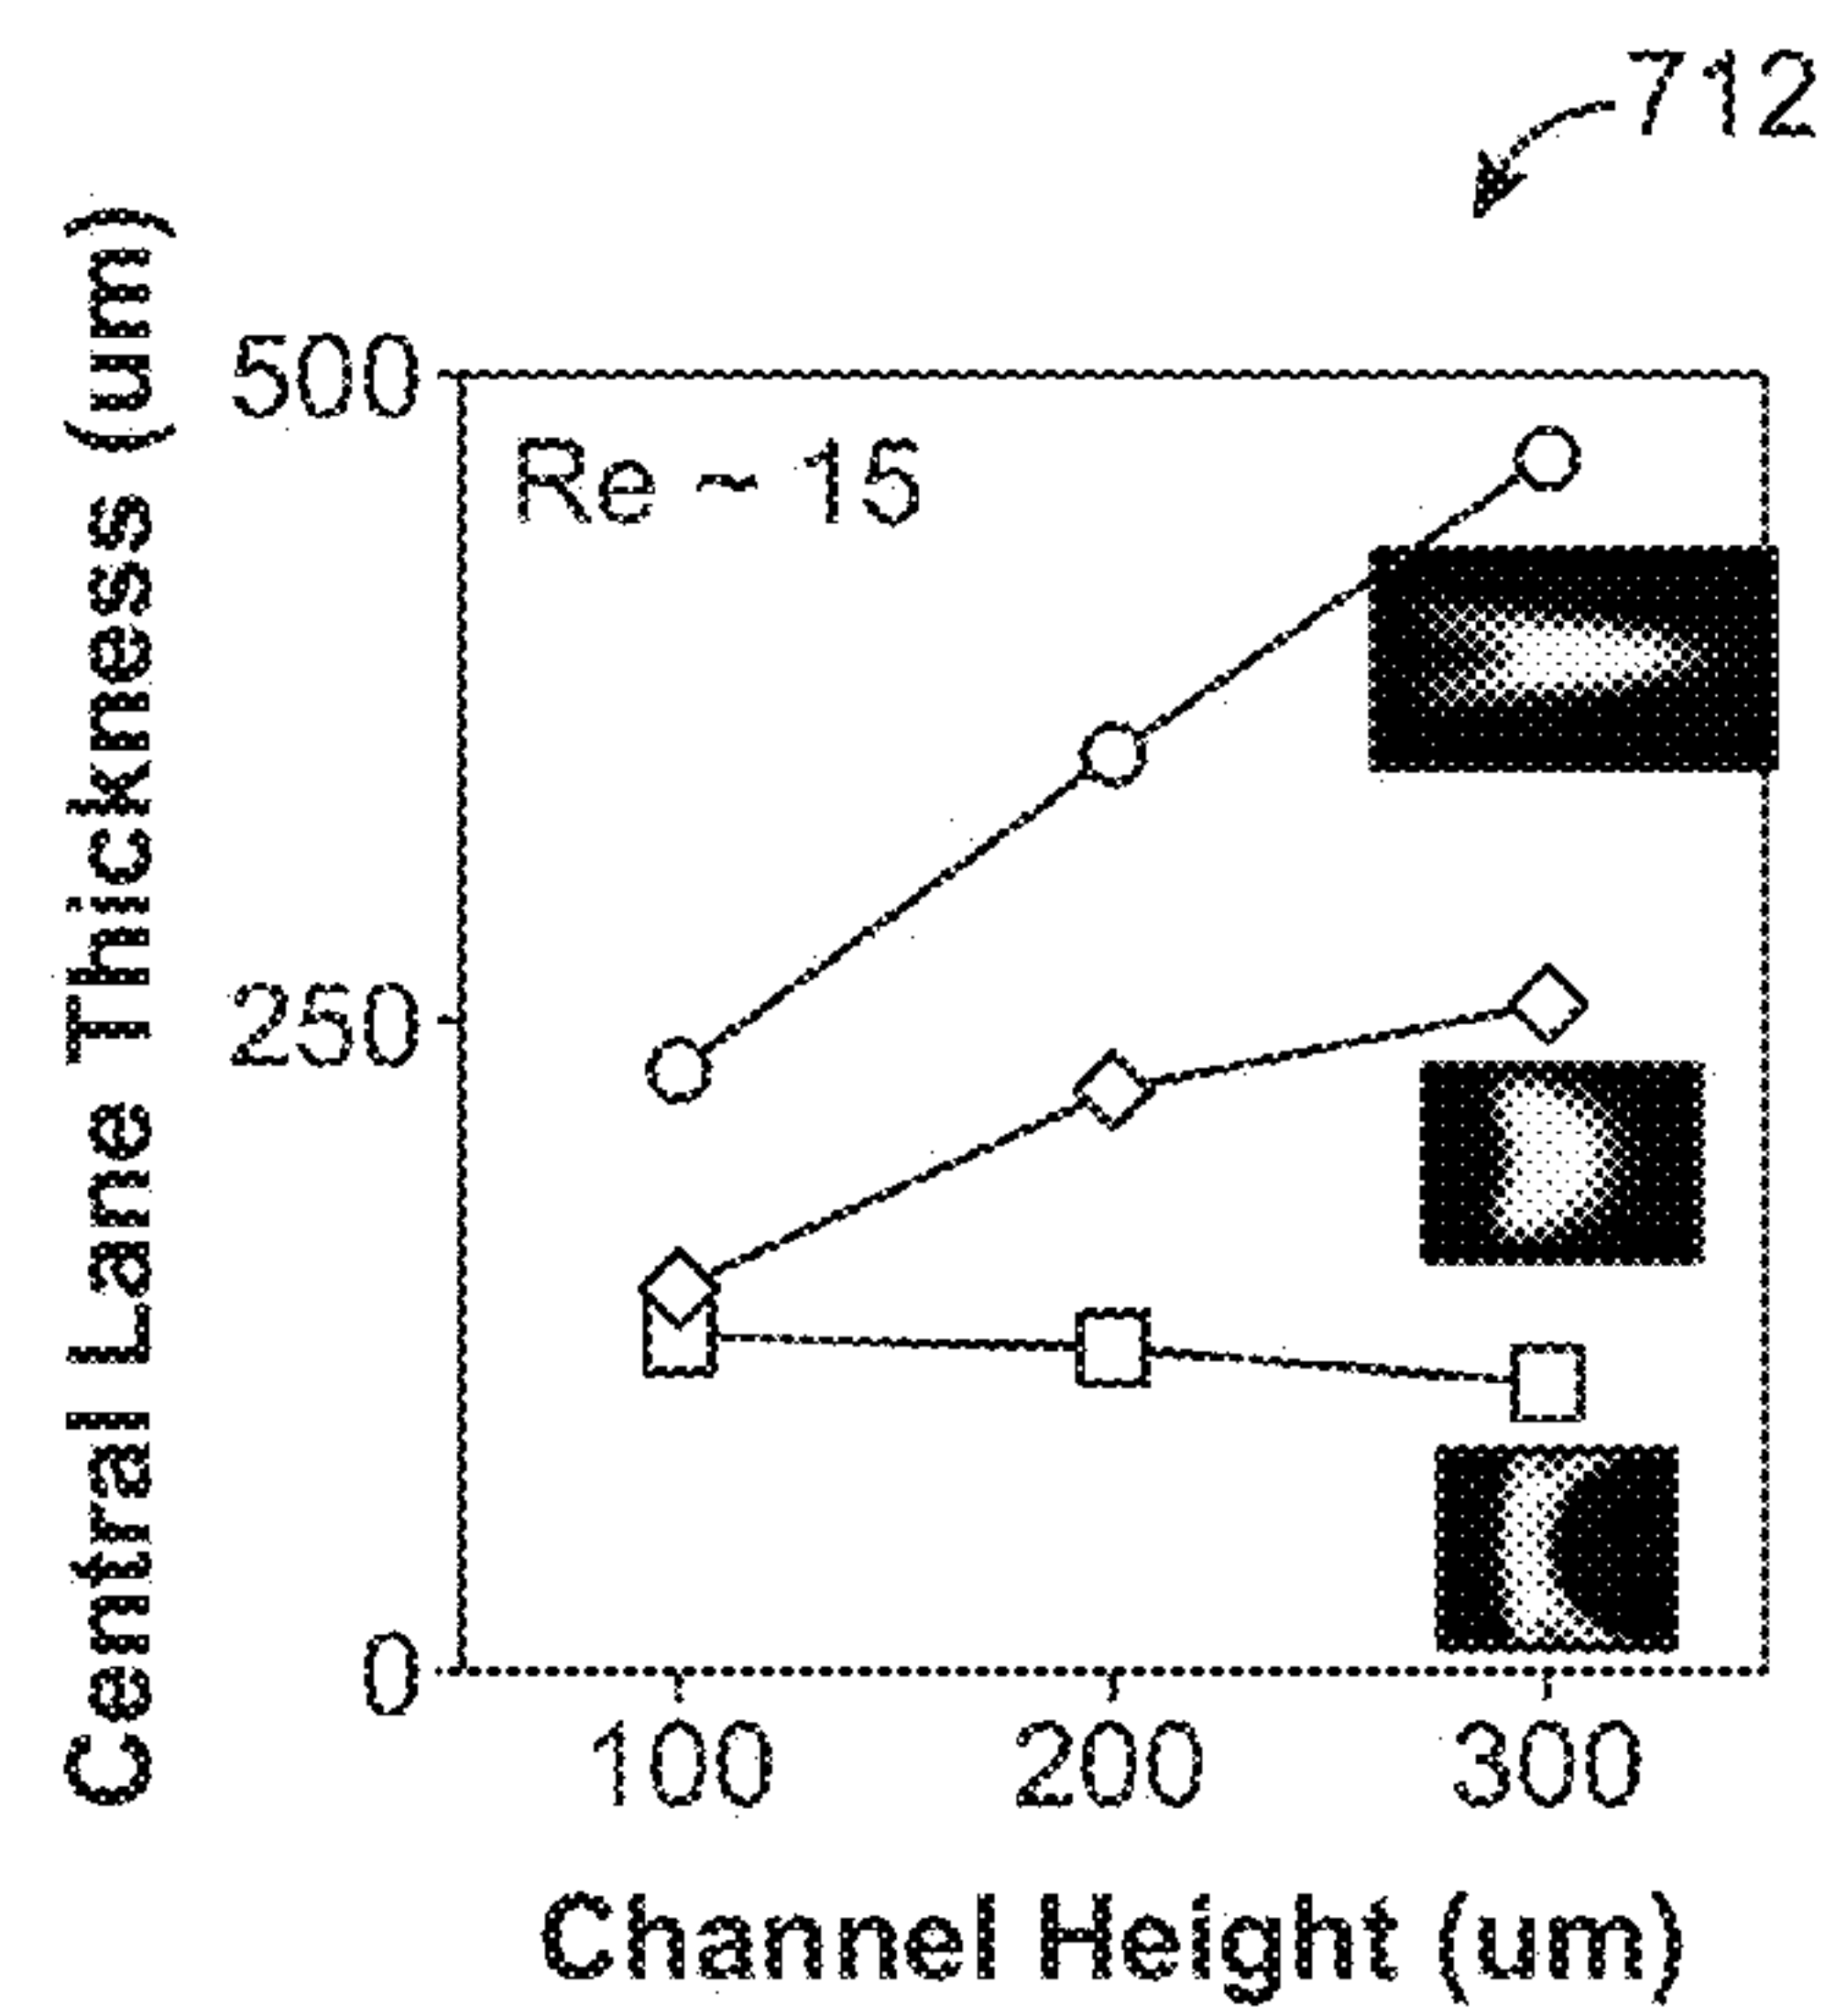 712
Central Lane Thickness (um)
500
Re ~ 15
250
0
100 200 300
Channel Height (um)